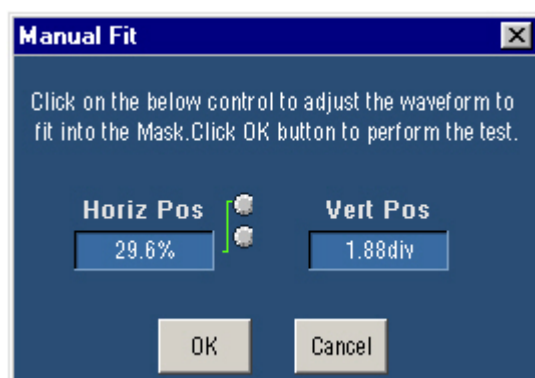 Manual Fit
Click on the below control to adjust the waveform to
fit into the Mask.Click OK button to perform the test.
Horiz Pos
29.6%
Vert Pos
1.88div
OK
Cancel